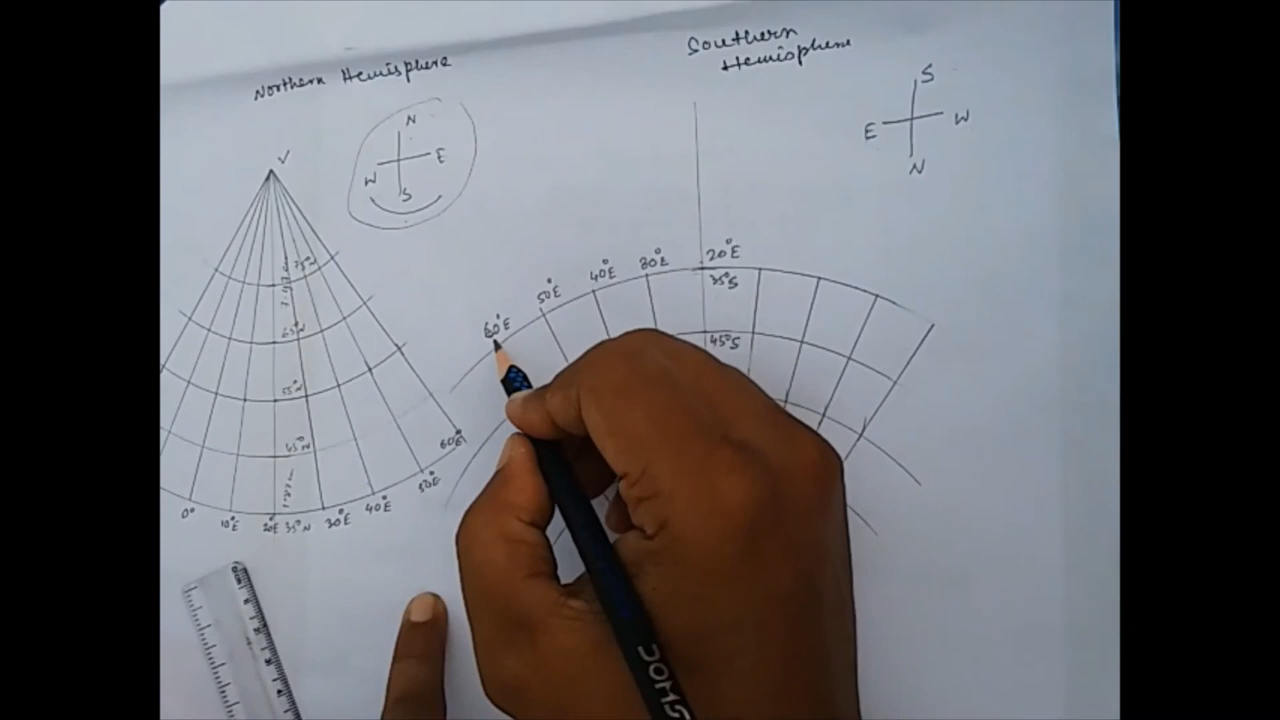 Northern Hemisphere
Southern
Hemisphere
N
W E
S
S
E W
N
V
75°N
65°N
55°N
45°N
0° 10°E 20°E 35°N 30°E 40°E 50°E 60°E
60°E 50°E 40°E 30°E 20°E
35°S
45°S
DOMS